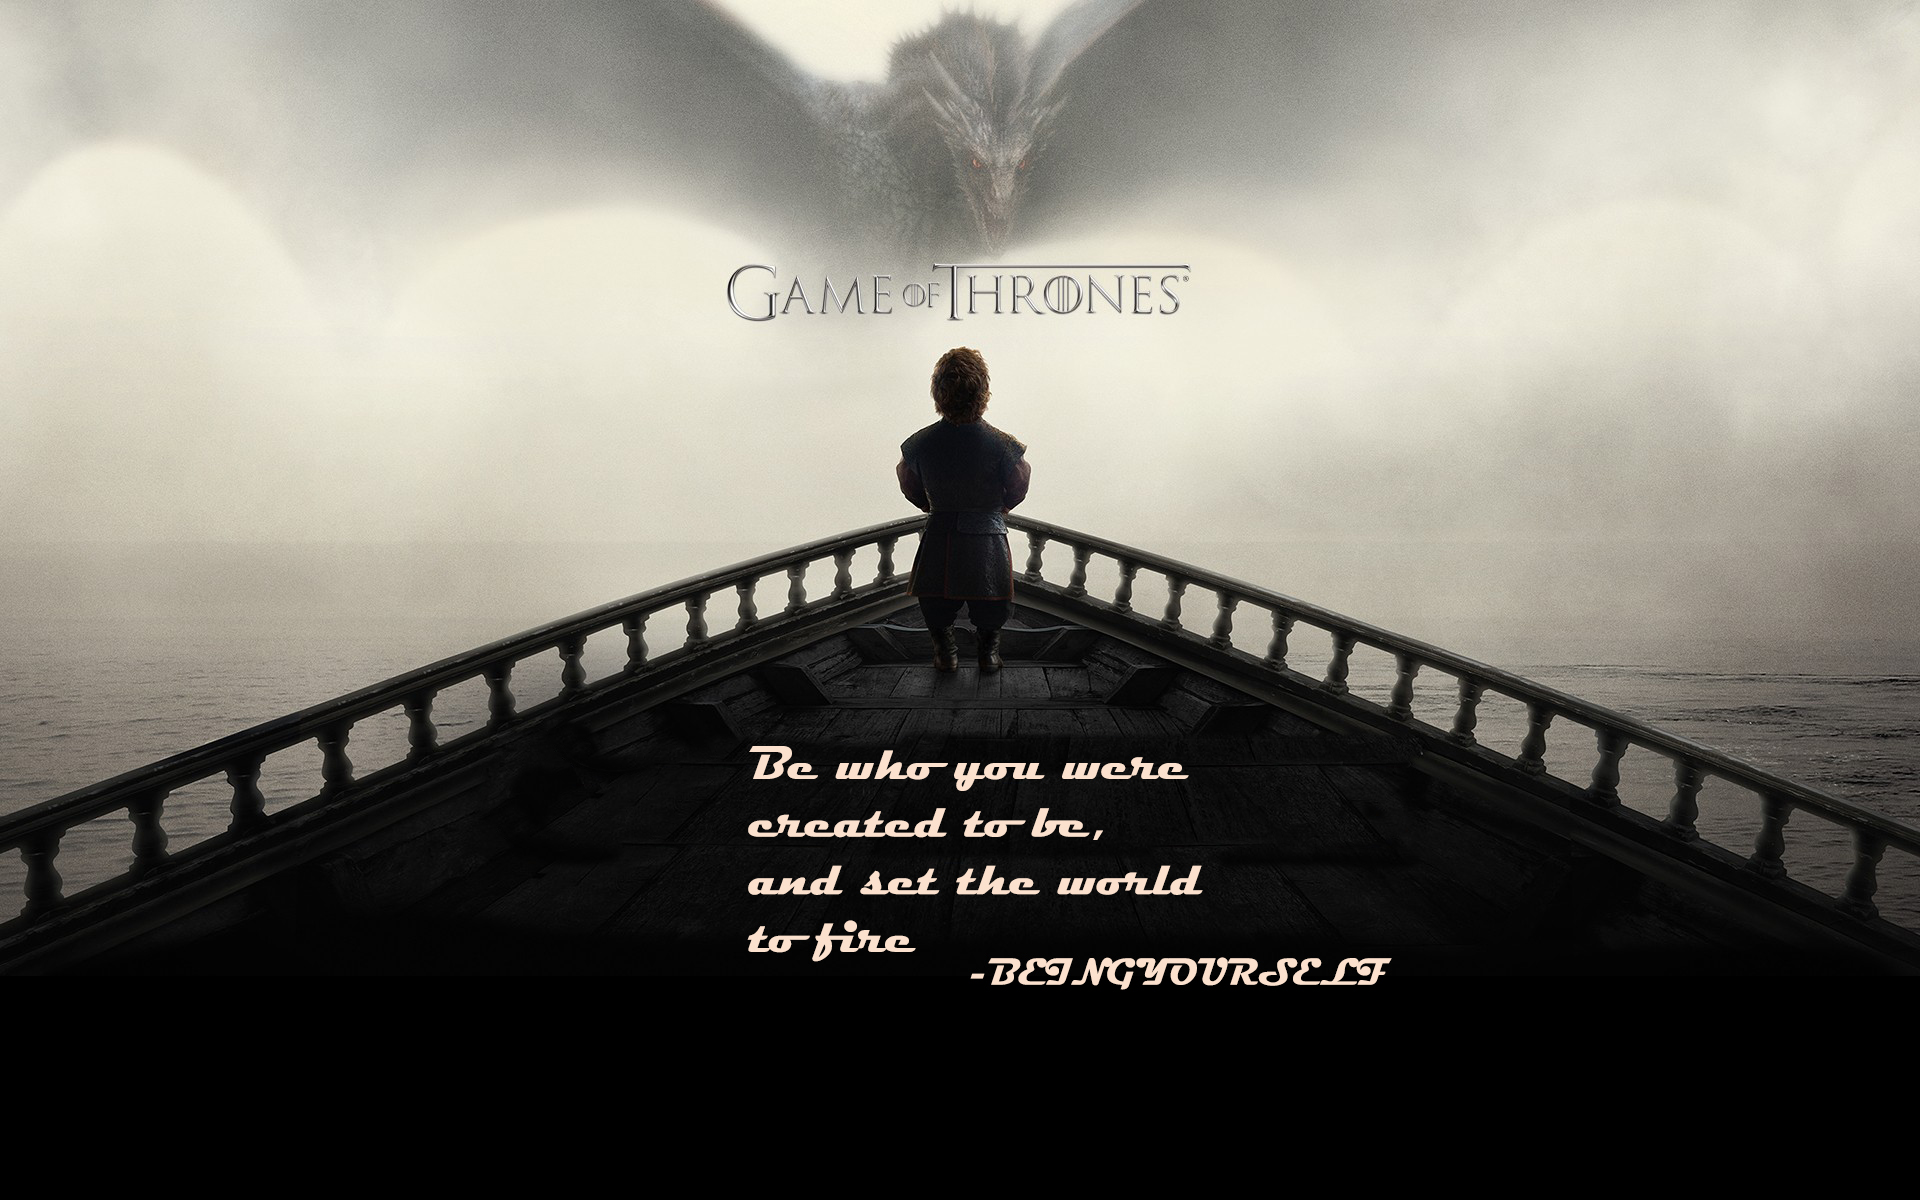 GAME OF THRONES®
Be who you were
created to be,
and set the world
to fire
-BEINGYOURSELF